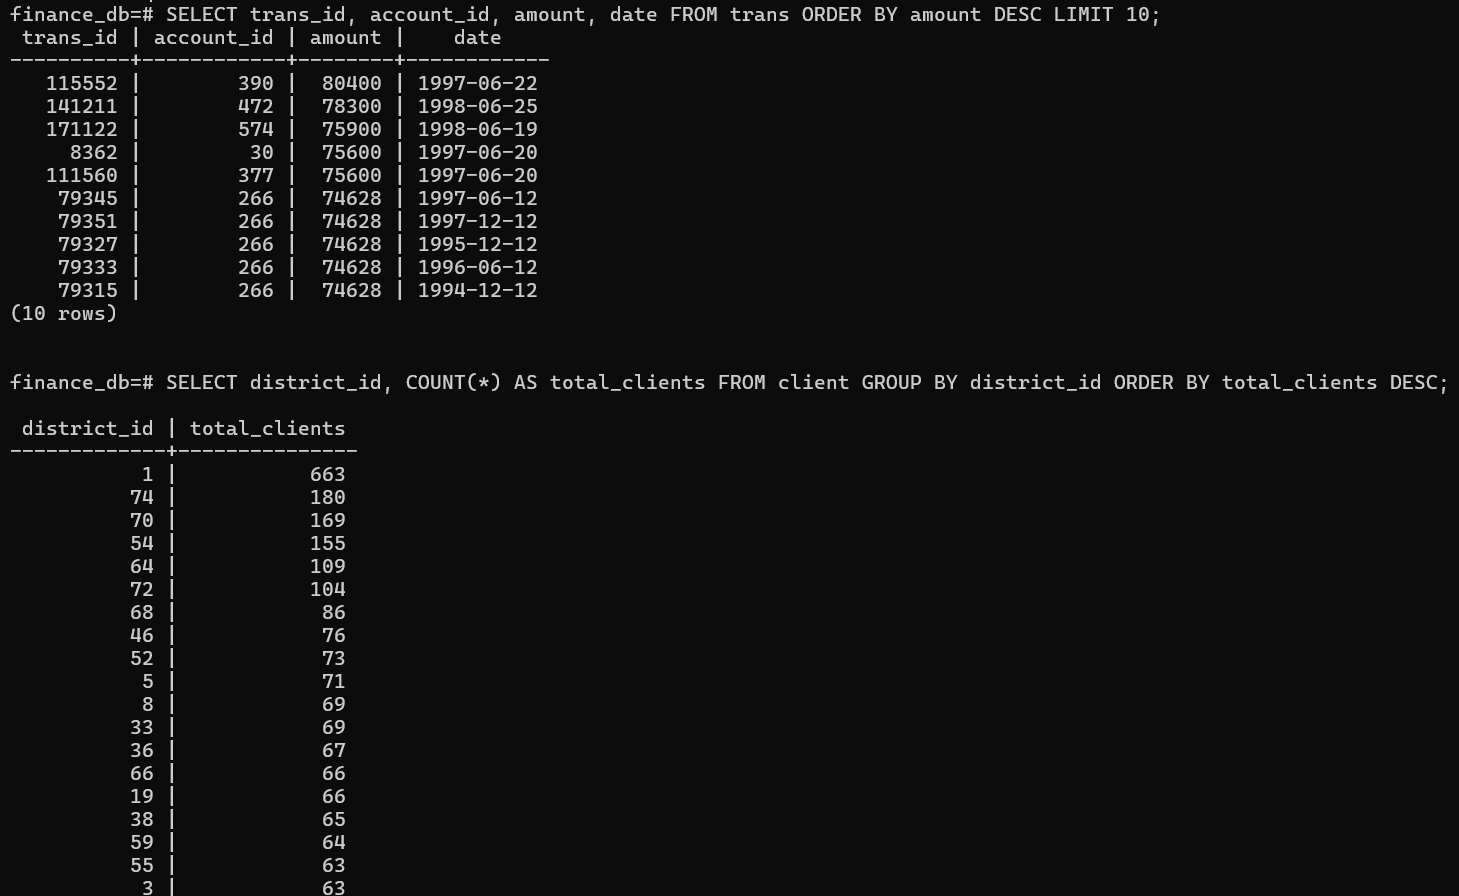 finance_db=# SELECT trans_id, account_id, amount, date FROM trans ORDER BY amount DESC LIMIT 10;
 trans_id | account_id | amount |    date
----------+------------+--------+------------
   115552 |        390 |  80400 | 1997-06-22
   141211 |        472 |  78300 | 1998-06-25
   171122 |        574 |  75900 | 1998-06-19
     8362 |         30 |  75600 | 1997-06-20
   111560 |        377 |  75600 | 1997-06-20
    79345 |        266 |  74628 | 1997-06-12
    79351 |        266 |  74628 | 1997-12-12
    79327 |        266 |  74628 | 1995-12-12
    79333 |        266 |  74628 | 1996-06-12
    79315 |        266 |  74628 | 1994-12-12
(10 rows)
finance_db=# SELECT district_id, COUNT(*) AS total_clients FROM client GROUP BY district_id ORDER BY total_clients DESC;
 district_id | total_clients
-------------+---------------
           1 |           663
          74 |           180
          70 |           169
          54 |           155
          64 |           109
          72 |           104
          68 |            86
          46 |            76
          52 |            73
           5 |            71
           8 |            69
          33 |            69
          36 |            67
          66 |            66
          19 |            66
          38 |            65
          59 |            64
          55 |            63
           3 |            63